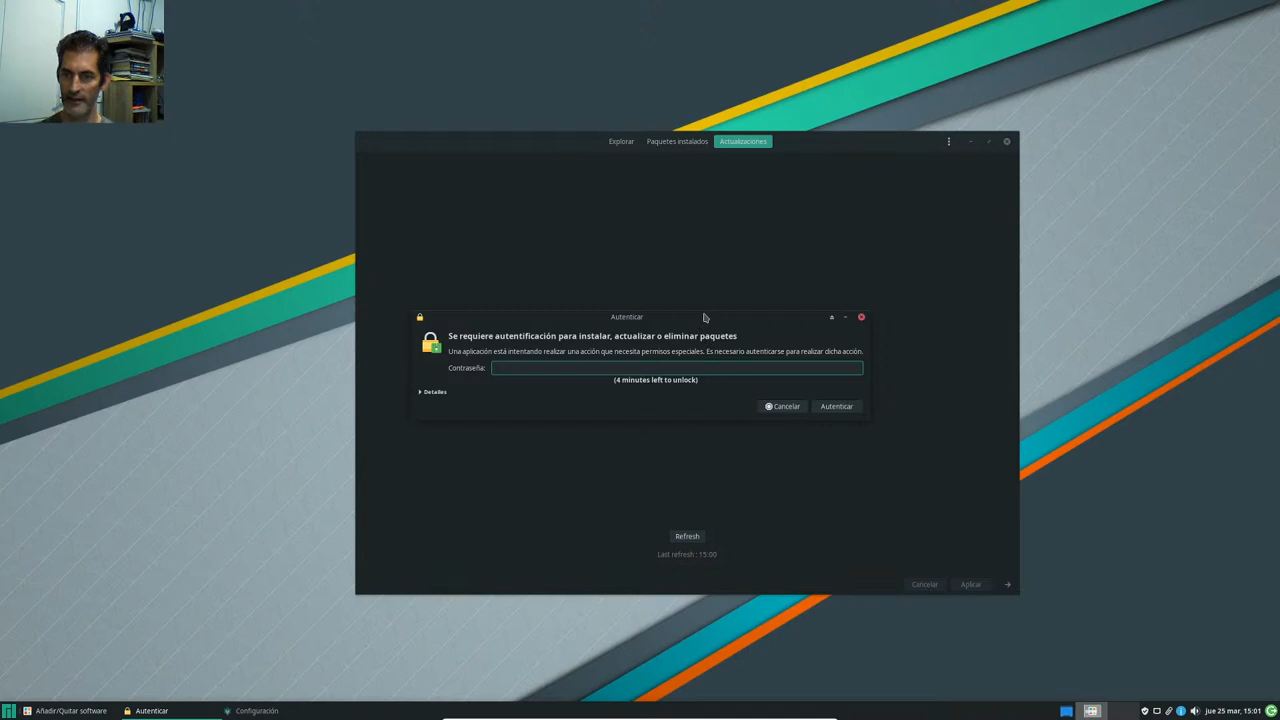 Explorar
Paquetes instalados
Actualizaciones
Autenticar
Se requiere autentificación para instalar, actualizar o eliminar paquetes
Una aplicación está intentando realizar una acción que necesita permisos especiales. Es necesario autenticarse para realizar dicha acción.
Contraseña:
(4 minutes left to unlock)
Detalles
Cancelar
Autenticar
Refresh
Last refresh : 15:00
Cancelar
Aplicar
Añadir/Quitar software
Autenticar
Configuración
jue 25 mar, 15:01